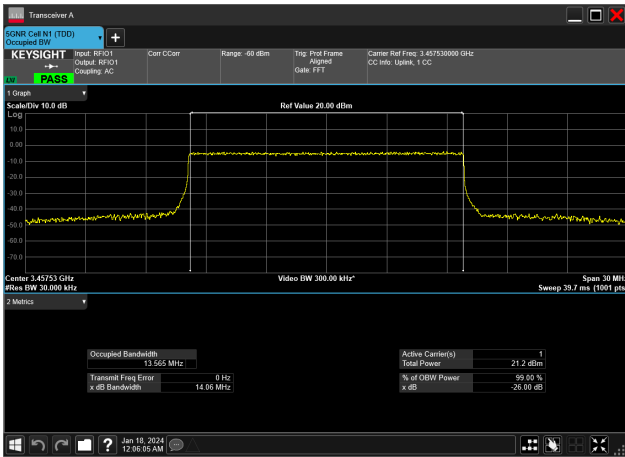 Transceiver A
5GNR Cell N1 (TDD)
Occupied BW
KEYSIGHT
PASS
Input: RFIO1
Output: RFIO1
Coupling: AC
Corr CCorr
Range: -60 dBm
Trig: Prot Frame
Aligned
Gate: FFT
Carrier Ref Freq: 3.457530000 GHz
CC Info: Uplink, 1 CC
1 Graph
Scale/Div 10.0 dB
Ref Value 20.00 dBm
Log
10.0
0.00
-10.0
-20.0
-30.0
-40.0
-50.0
-60.0
-70.0
Center 3.45753 GHz
Video BW 300.00 kHz*
Span 30 MHz
#Res BW 30.000 kHz
Sweep 39.7 ms (1001 pts
2 Metrics
Occupied Bandwidth
13.565 MHz
Transmit Freq Error 0 Hz
x dB Bandwidth 14.06 MHz
Active Carrier(s) 1
Total Power 21.2 dBm
% of OBW Power 99.00 %
x dB -26.00 dB
?
Jan 18, 2024
12:06:05 AM